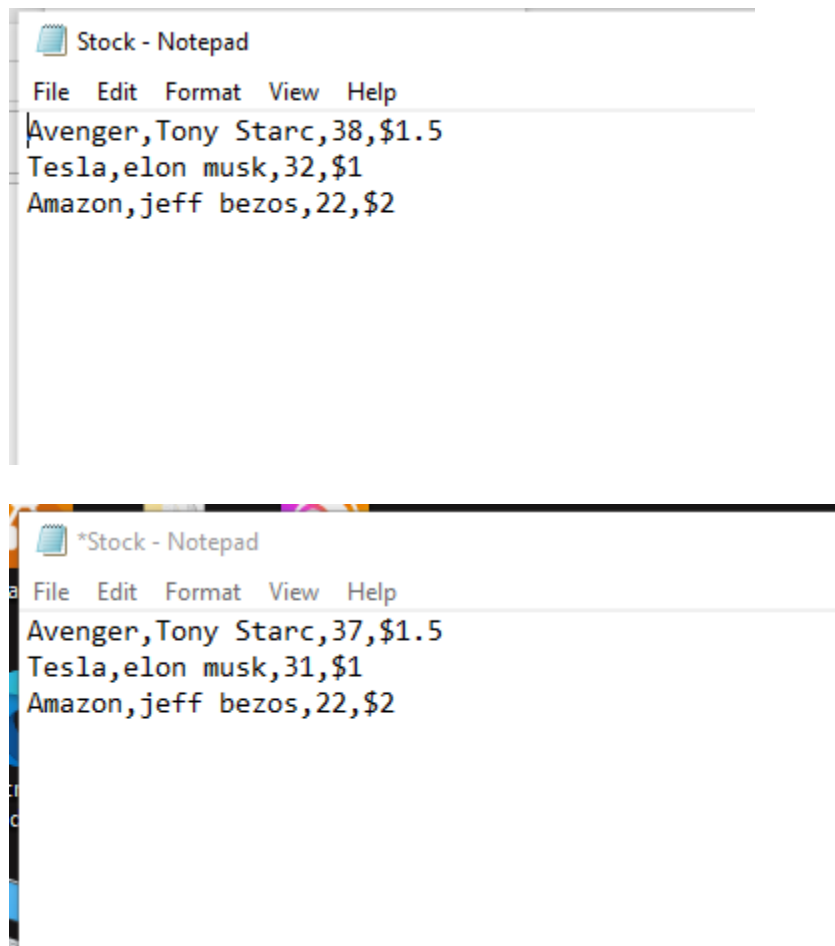 Stock - Notepad
File Edit Format View Help
Avenger,Tony Starc,38,$1.5
Tesla,elon musk,32,$1
Amazon,jeff bezos,22,$2
*Stock - Notepad
File Edit Format View Help
Avenger,Tony Starc,37,$1.5
Tesla,elon musk,31,$1
Amazon,jeff bezos,22,$2